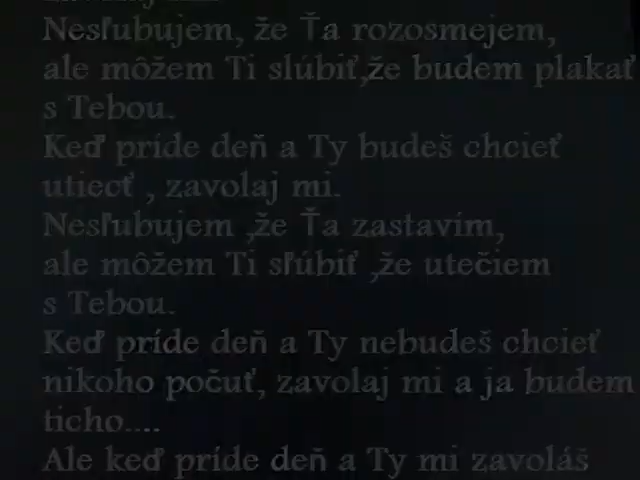 Nesľubujem, že Ťa rozosmejem,
ale môžem Ti slúbiť,že budem plakať
s Tebou.
Keď príde deň a Ty budeš chcieť
utiecť , zavolaj mi.
Nesľubujem ,že Ťa zastavím,
ale môžem Ti sľúbiť ,že utečiem
s Tebou.
Keď príde deň a Ty nebudeš chcieť
nikoho počuť, zavolaj mi a ja budem
ticho....
Ale keď príde deň a Ty mi zavoláš